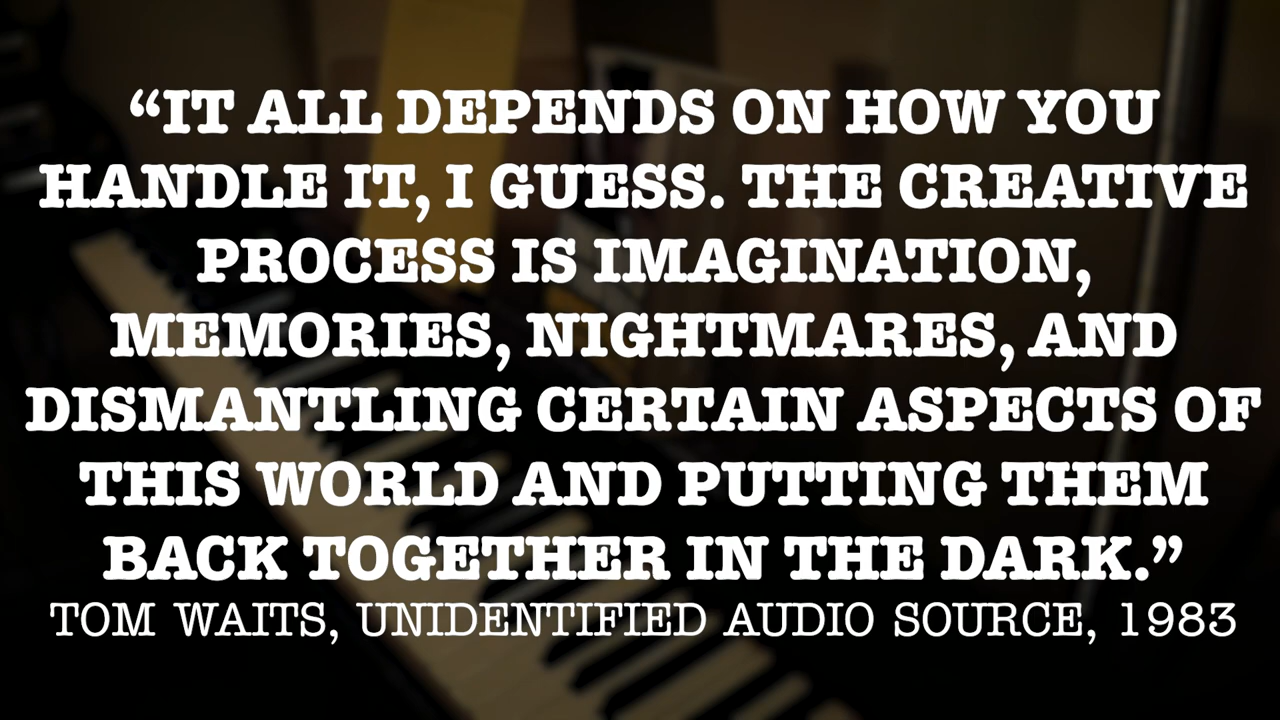 “IT ALL DEPENDS ON HOW YOU
HANDLE IT, I GUESS. THE CREATIVE
PROCESS IS IMAGINATION,
MEMORIES, NIGHTMARES, AND
DISMANTLING CERTAIN ASPECTS OF
THIS WORLD AND PUTTING THEM
BACK TOGETHER IN THE DARK.”
TOM WAITS, UNIDENTIFIED AUDIO SOURCE, 1983